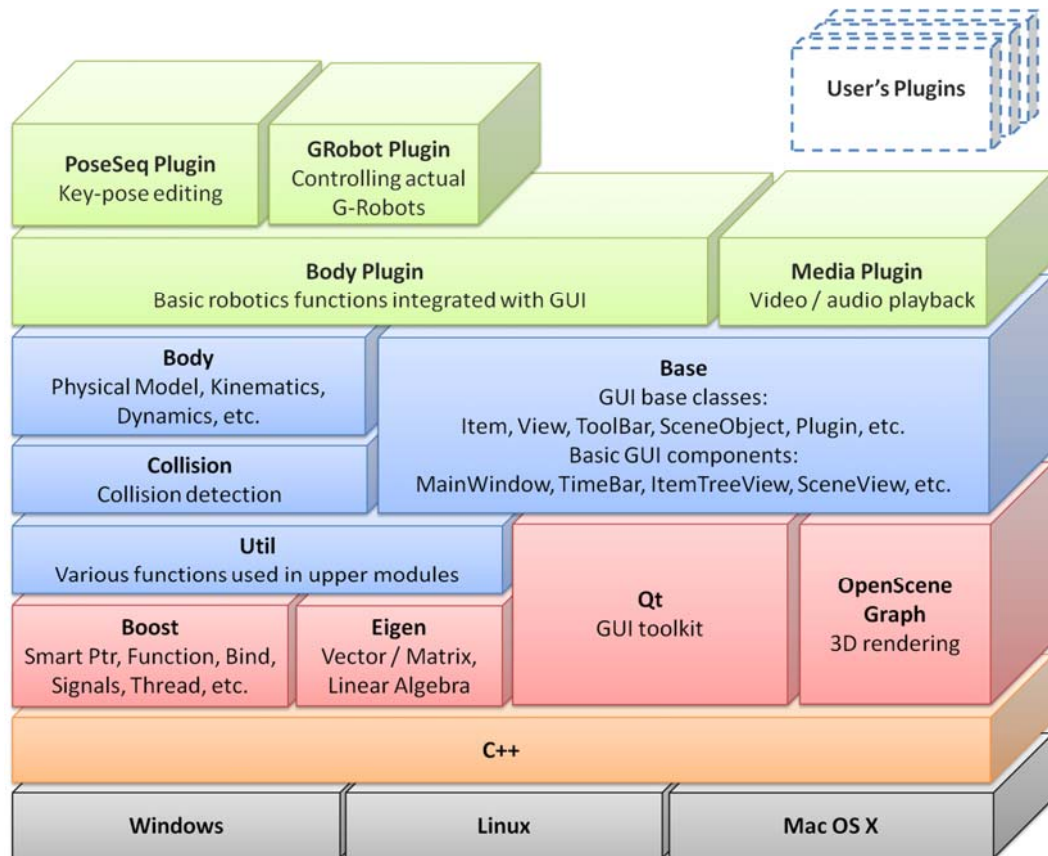 User's Plugins
PoseSeq Plugin
Key-pose editing
GRobot Plugin
Controlling actual
G-Robots
Body Plugin
Basic robotics functions integrated with GUI
Media Plugin
Video / audio playback
Body
Physical Model, Kinematics,
Dynamics, etc.
Base
GUI base classes:
Item, View, ToolBar, SceneObject, Plugin, etc.
Basic GUI components:
MainWindow, TimeBar, ItemTreeView, SceneView, etc.
Collision
Collision detection
Util
Various functions used in upper modules
Qt
GUI toolkit
OpenScene
Graph
3D rendering
Boost
Smart Ptr, Function, Bind,
Signals, Thread, etc.
Eigen
Vector / Matrix,
Linear Algebra
C++
Windows
Linux
Mac OS X